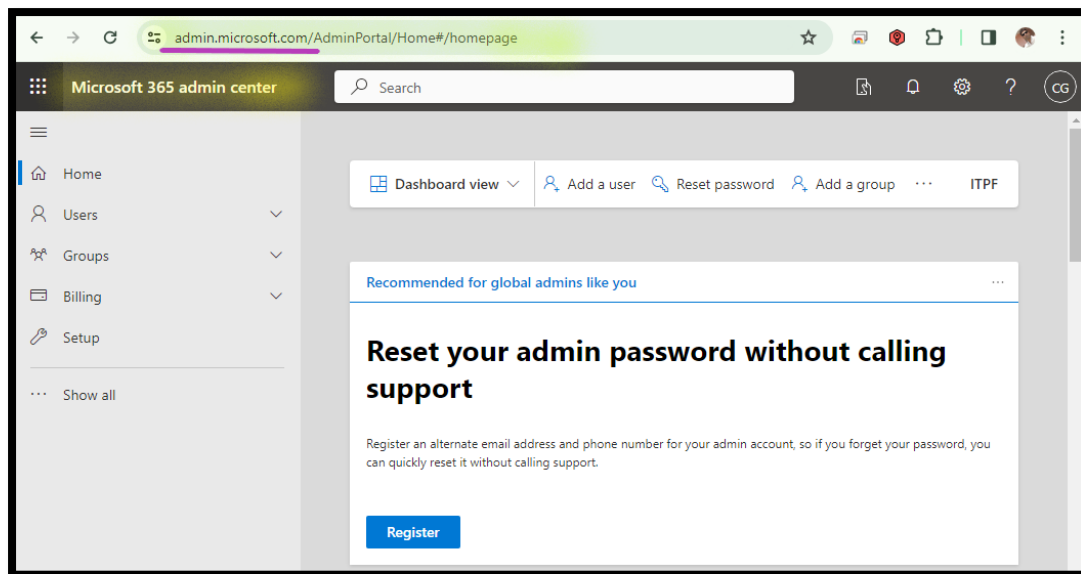 admin.microsoft.com/AdminPortal/Home#/homepage
Microsoft 365 admin center
Search
?
CG
Home
Users
Groups
Billing
Setup
... Show all
Dashboard view
Add a user
Reset password
Add a group
...
ITPF
Recommended for global admins like you
...
Reset your admin password without calling
support
Register an alternate email address and phone number for your admin account, so if you forget your password, you
can quickly reset it without calling support.
Register